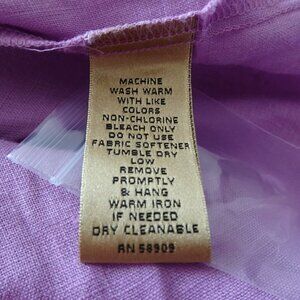 MACHINE
WASH WARM
WITH LIKE
COLORS
NON-CHLORINE
BLEACH ONLY
DO NOT USE
FABRIC SOFTENER
TUMBLE DRY
LOW
REMOVE
PROMPTLY
& HANG
WARM IRON
IF NEEDED
DRY CLEANABLE
RN 58909